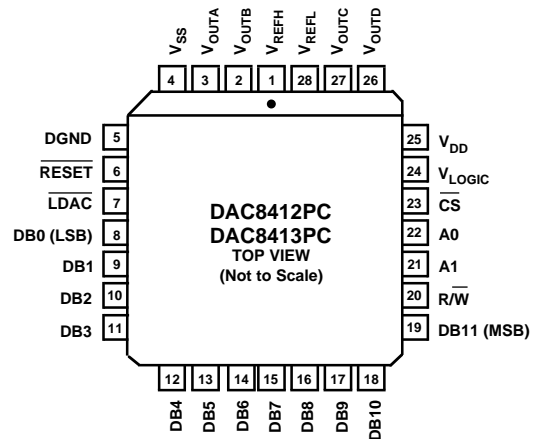 VSS VOUTA VOUTB VREFH VREFL VOUTC VOUTD
4 3 2 1 28 27 26
DGND 5
RESET 6
LDAC 7
DB0 (LSB) 8
DB1 9
DB2 10
DB3 11
DAC8412PC
DAC8413PC
TOP VIEW
(Not to Scale)
25 VDD
24 VLOGIC
23 CS
22 A0
21 A1
20 R/W
19 DB11 (MSB)
12 13 14 15 16 17 18
DB4 DB5 DB6 DB7 DB8 DB9 DB10